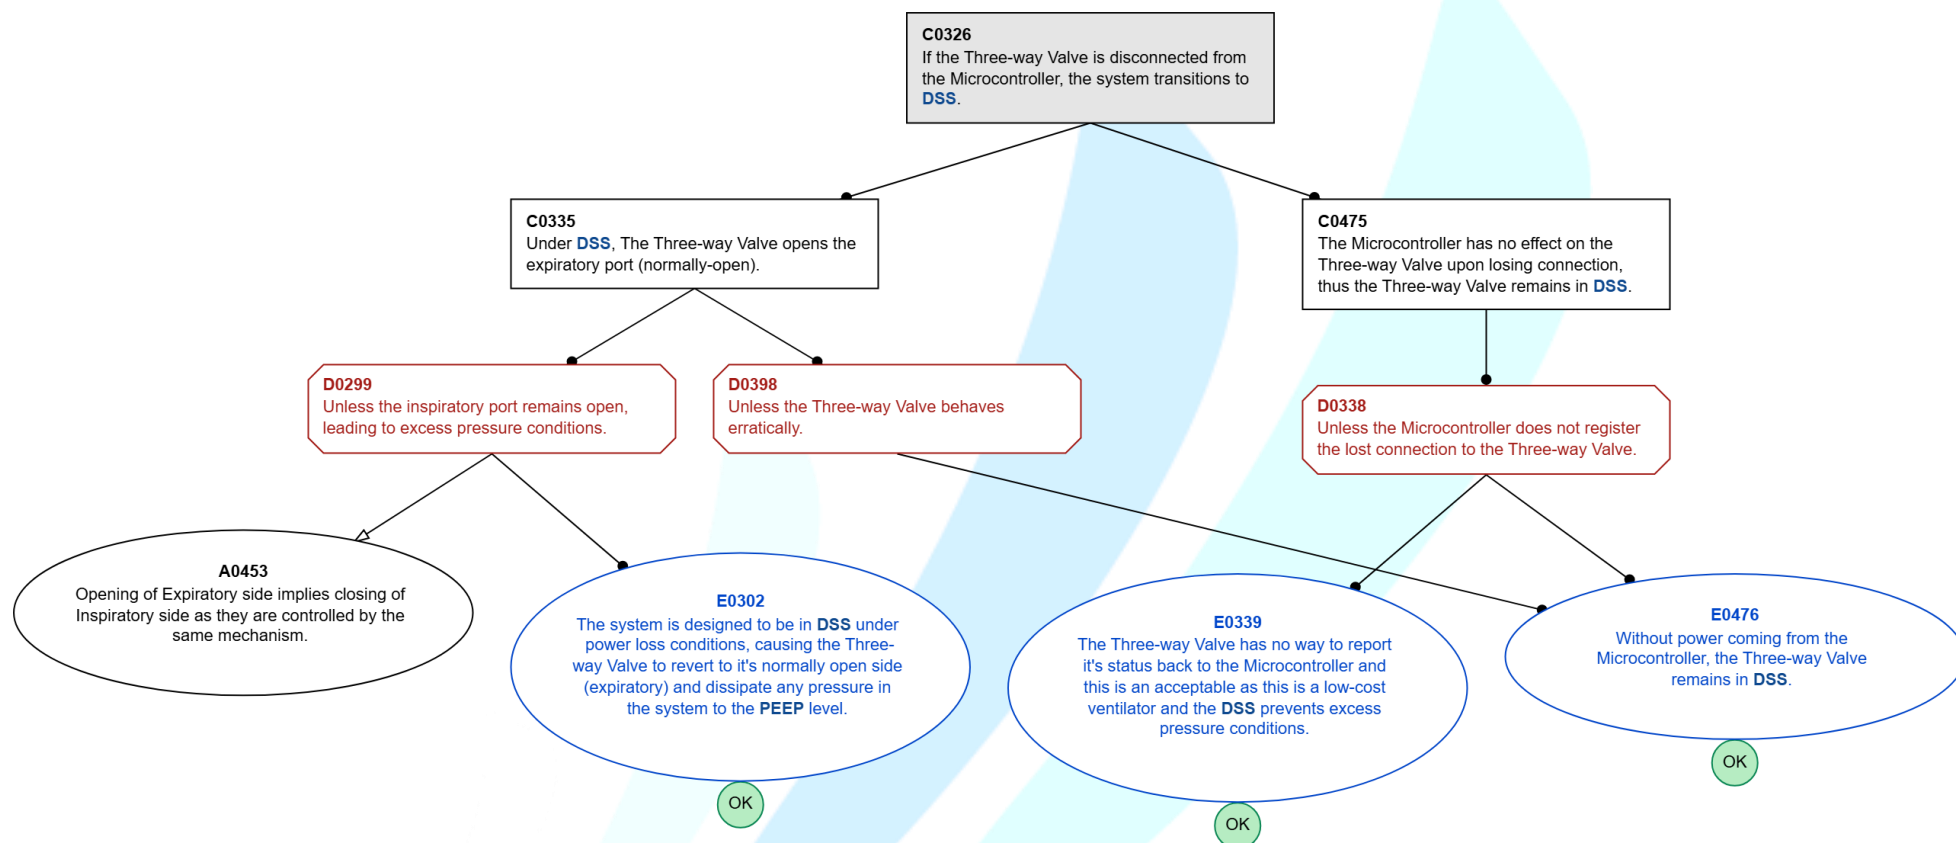 C0326
If the Three-way Valve is disconnected from
the Microcontroller, the system transitions to
DSS.
C0335
Under DSS, The Three-way Valve opens the
expiratory port (normally-open).
C0475
The Microcontroller has no effect on the
Three-way Valve upon losing connection,
thus the Three-way Valve remains in DSS.
D0299
Unless the inspiratory port remains open,
leading to excess pressure conditions.
D0398
Unless the Three-way Valve behaves
erratically.
D0338
Unless the Microcontroller does not register
the lost connection to the Three-way Valve.
A0453
Opening of Expiratory side implies closing of
Inspiratory side as they are controlled by the
same mechanism.
E0302
The system is designed to be in DSS under
power loss conditions, causing the Three-
way Valve to revert to it's normally open side
(expiratory) and dissipate any pressure in
the system to the PEEP level.
OK
E0339
The Three-way Valve has no way to report
it's status back to the Microcontroller and
this is an acceptable as this is a low-cost
ventilator and the DSS prevents excess
pressure conditions.
OK
E0476
Without power coming from the
Microcontroller, the Three-way Valve
remains in DSS.
OK